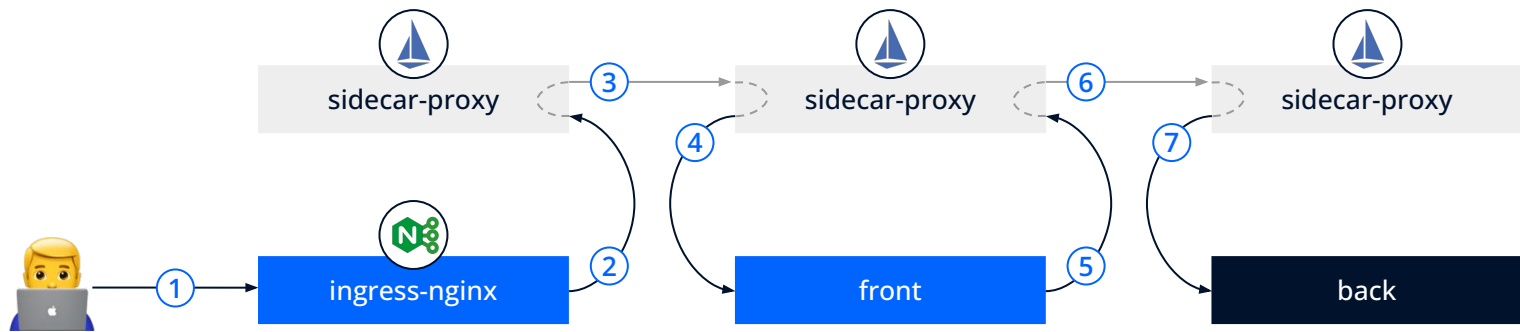 sidecar-proxy
3
sidecar-proxy
6
sidecar-proxy
4
7
N
1
ingress-nginx
2
front
5
back